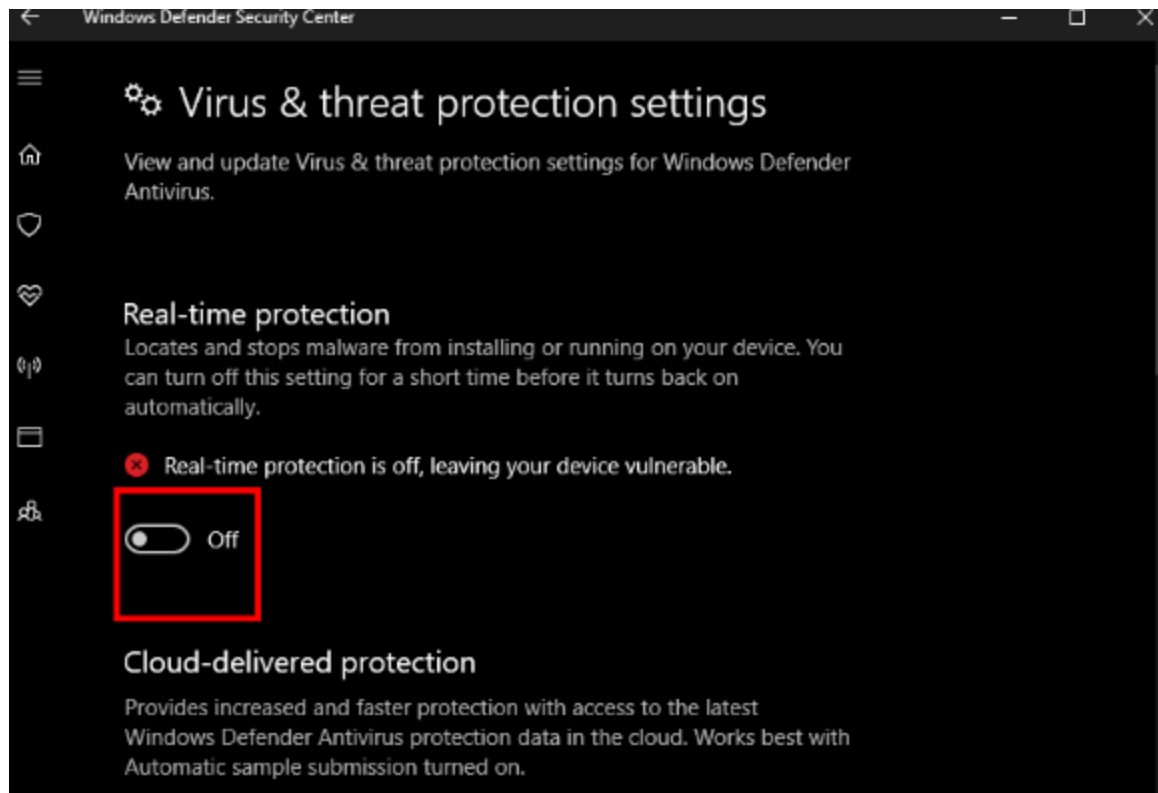 Windows Defender Security Center
Virus & threat protection settings
View and update Virus & threat protection settings for Windows Defender
Antivirus.
Real-time protection
Locates and stops malware from installing or running on your device. You
can turn off this setting for a short time before it turns back on
automatically.
Real-time protection is off, leaving your device vulnerable.
Off
Cloud-delivered protection
Provides increased and faster protection with access to the latest
Windows Defender Antivirus protection data in the cloud. Works best with
Automatic sample submission turned on.